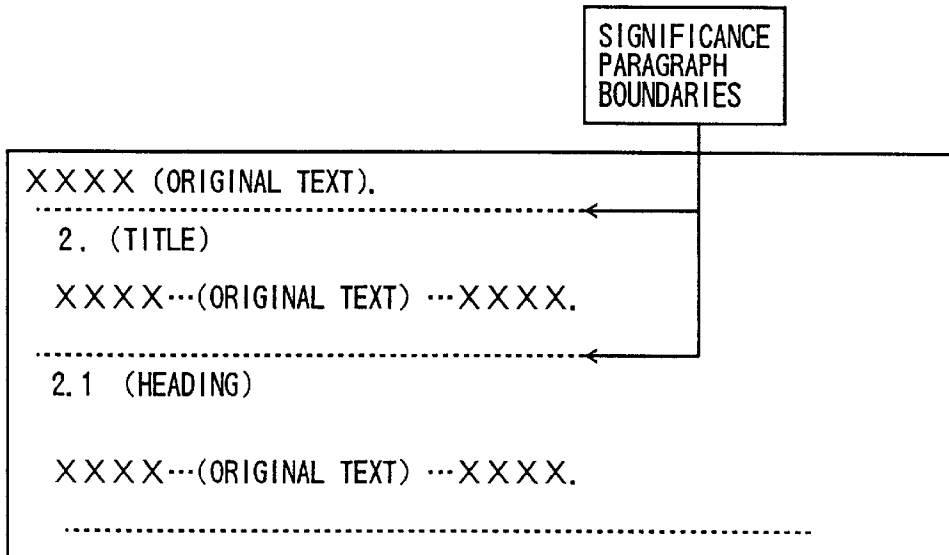 SIGNIFICANCE
PARAGRAPH
BOUNDARIES
XXXX (ORIGINAL TEXT).
2. (TITLE)
XXXX···(ORIGINAL TEXT) ···XXXX.
2.1 (HEADING)
XXXX···(ORIGINAL TEXT) ···XXXX.